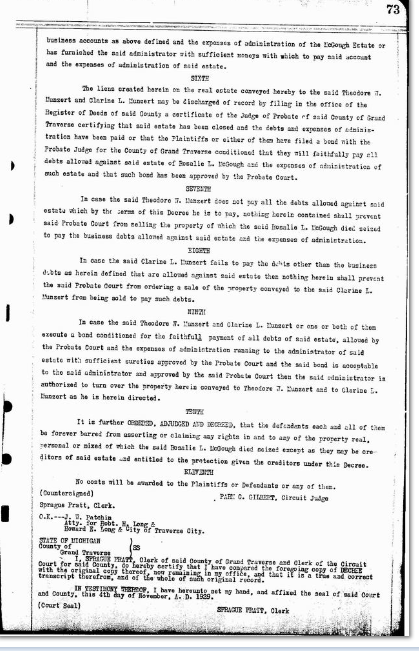 73
business accounts as above defined and the expenses of administration of the McGough Estate or
has furnished the said administrator with sufficient moneys with which to pay said account
and the expenses of administration of said estate.
SIXTH
The liens created herein on the real estate conveyed hereby to the said Theodore W.
Munzert and Clarine L. Munzert may be discharged of record by filing in the office of the
Register of Deeds of said County a certificate of the Judge of Probate of said County of Grand
Traverse certifying that said estate has been closed and the debts and expenses of adminis-
tration have been paid or that the Plaintiffs or either of them have filed a bond with the
Probate Judge for the County of Grand Traverse conditioned that they will faithfully pay all
debts allowed against said estate of Rosalie L. McGough and the expenses of administration of
such estate and that such bond has been approved by the Probate Court.
SEVENTH
In case the said Theodore W. Munzert does not pay all the debts allowed against said
estate which by the terms of this Decree he is to pay, nothing herein contained shall prevent
said Probate Court from selling the property of which the said Rosalie L. McGough died seized
to pay the business debts allowed against said estate and the expenses of administration.
EIGHTH
In case the said Clarine L. Munzert fails to pay the debts other than the business
debts as herein defined that are allowed against said estate then nothing herein shall prevent
the said Probate Court from ordering a sale of the property conveyed to the said Clarine L.
Munzert from being sold to pay such debts.
NINTH
In case the said Theodore W. Munzert and Clarine L. Munzert or one or both of them
execute a bond conditioned for the faithful payment of all debts of said estate, allowed by
the Probate Court and the expenses of administration running to the administrator of said
estate with sufficient sureties approved by the Probate Court and the said bond is acceptable
to the said administrator and approved by the said Probate Court then the said administrator is
authorized to turn over the property herein conveyed to Theodore W. Munzert and to Clarine L.
Munzert as he is herein directed.
TENTH
It is further ORDERED, ADJUDGED AND DECREED, that the defendants each and all of them
be forever barred from asserting or claiming any rights in and to any of the property real,
personal or mixed of which the said Rosalie L. McGough died seized except as they may be cre-
ditors of said estate and entitled to the protection given the creditors under this Decree.
ELEVENTH
No costs will be awarded to the Plaintiffs or Defendants or any of them.
(Countersigned)
PARM C. GILBERT, Circuit Judge
Sprague Pratt, Clerk.
O.K.---J. W. Patchin
Atty. for Robt. H. Long &
Howard E. Long & City of Traverse City.
STATE OF MICHIGAN
County of
Grand Traverse )SS
I, SPRAGUE PRATT, Clerk of said County of Grand Traverse and Clerk of the Circuit
Court for said County, do hereby certify that I have compared the foregoing copy of DECREE
with the original copy thereof, now remaining in my office, and that it is a true and correct
transcript therefrom, and of the whole of such original record.
IN TESTIMONY THEREOF, I have hereunto set my hand, and affixed the seal of said Court
and County, this 4th day of November, A. D. 1939.
(Court Seal)
SPRAGUE PRATT, Clerk